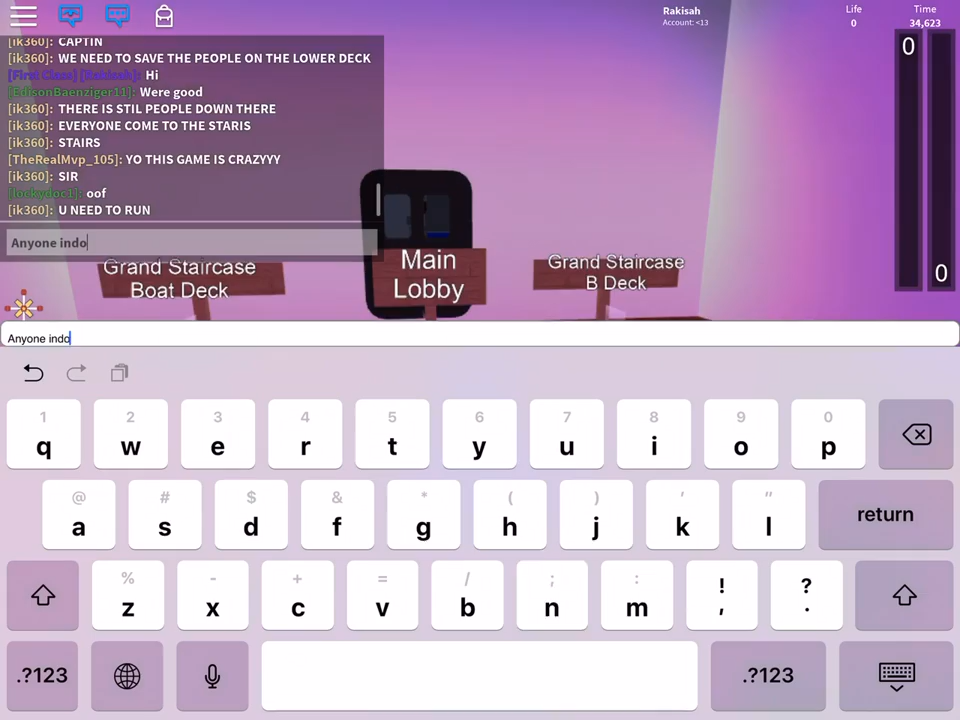 Rakisah
Account: <13
Life
0
Time
34,623
[ik360]: CAPTIN
[ik360]: WE NEED TO SAVE THE PEOPLE ON THE LOWER DECK
[First Class] [Rakisah]: Hi
[EdisonBaenziger11]: Were good
[ik360]: THERE IS STIL PEOPLE DOWN THERE
[ik360]: EVERYONE COME TO THE STARIS
[ik360]: STAIRS
[TheRealMvp_105]: YO THIS GAME IS CRAZYYY
[ik360]: SIR
[lockydoc1]: oof
[ik360]: U NEED TO RUN
Anyone indo
0
0
Grand Staircase
Boat Deck
Main
Lobby
Grand Staircase
B Deck
Anyone indo
1 2 3 4 5 6 7 8 9 0
q w e r t y u i o p
@ # $ & * ( ) ' "
a s d f g h j k l return
% - + = / ; : ! ?
z x c v b n m , .
.?123 .?123